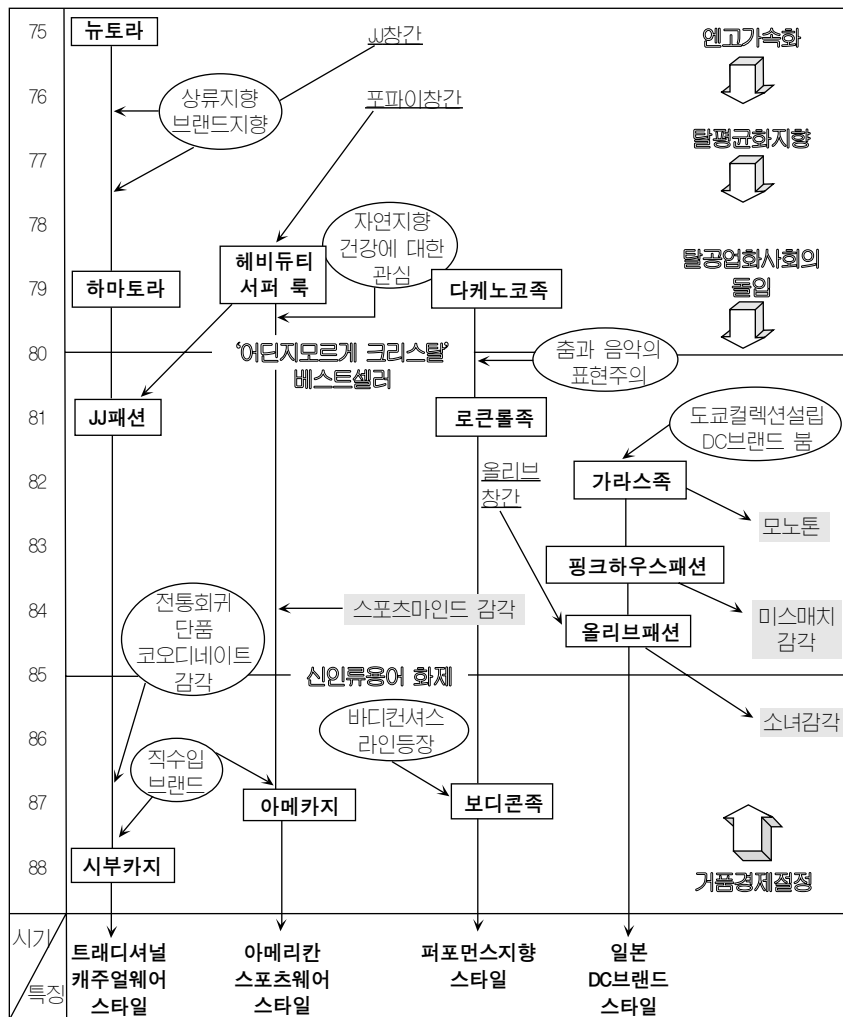 75
뉴토라
JJ창간
엔고가속화
76
상류지향
브랜드지향
포파이창간
77
탈평균화지향
78
자연지향
건강에 대한
관심
헤비듀티
서퍼 룩
탈공업화사회의
돌입
79
하마토라
다케노코족
80
'어딘지모르게 크리스탈'
베스트셀러
춤과 음악의
표현주의
81
JJ패션
로큰롤족
도쿄컬렉션설립
DC브랜드 붐
82
올리브
창간
가라스족
모노톤
83
핑크하우스패션
84
전통회귀
단품
코오디네이트
감각
스포츠마인드 감각
올리브패션
미스매치
감각
85
신인류용어 화제
소녀감각
86
바디컨셔스
라인등장
직수입
브랜드
87
아메카지
보디콘족
88
시부카지
거품경제절정
시기
특징
트래디셔널
캐주얼웨어
스타일
아메리칸
스포츠웨어
스타일
퍼포먼스지향
스타일
일본
DC브랜드
스타일